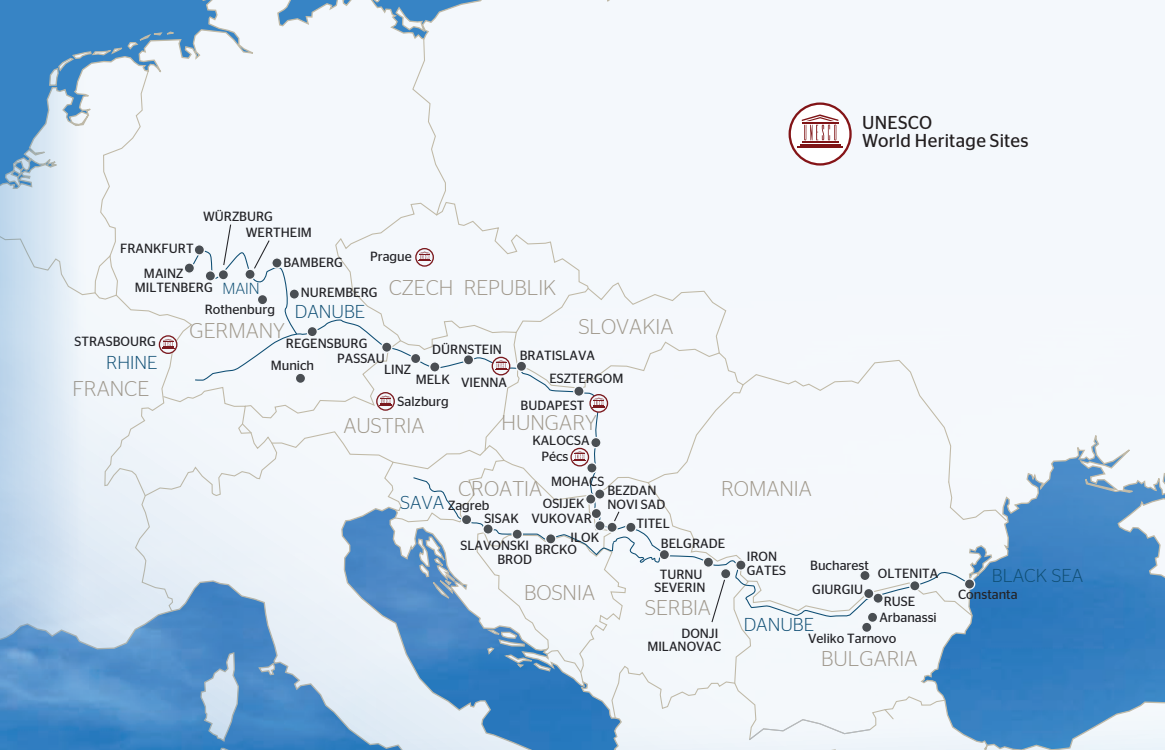 UNESCO
UNESCO
World Heritage Sites
WÜRZBURG
WERTHEIM
FRANKFURT
BAMBERG
Prague
MAINZ
MILTENBERG
MAIN
CZECH REPUBLIK
NUREMBERG
Rothenburg
DANUBE
GERMANY
SLOVAKIA
STRASBOURG
REGENSBURG
RHINE
PASSAU
DÜRNSTEIN
BRATISLAVA
Munich
LINZ
MELK
VIENNA
ESZTERGOM
FRANCE
Salzburg
BUDAPEST
AUSTRIA
HUNGARY
KALOCSA
Pécs
MOHACS
CROATIA
BEZDAN
ROMANIA
SAVA
Zagreb
OSIJEK
NOVI SAD
SISAK
VUKOVAR
TITEL
SLAVONSKI
BROD
BRCKO
ILOK
BELGRADE
IRON
GATES
TURNU
SEVERIN
Bucharest
OLTENITA
BLACK SEA
BOSNIA
GIURGIU
Constanta
SERBIA
RUSE
DANUBE
Arbanassi
DONJI
MILANOVAC
Veliko Tarnovo
BULGARIA